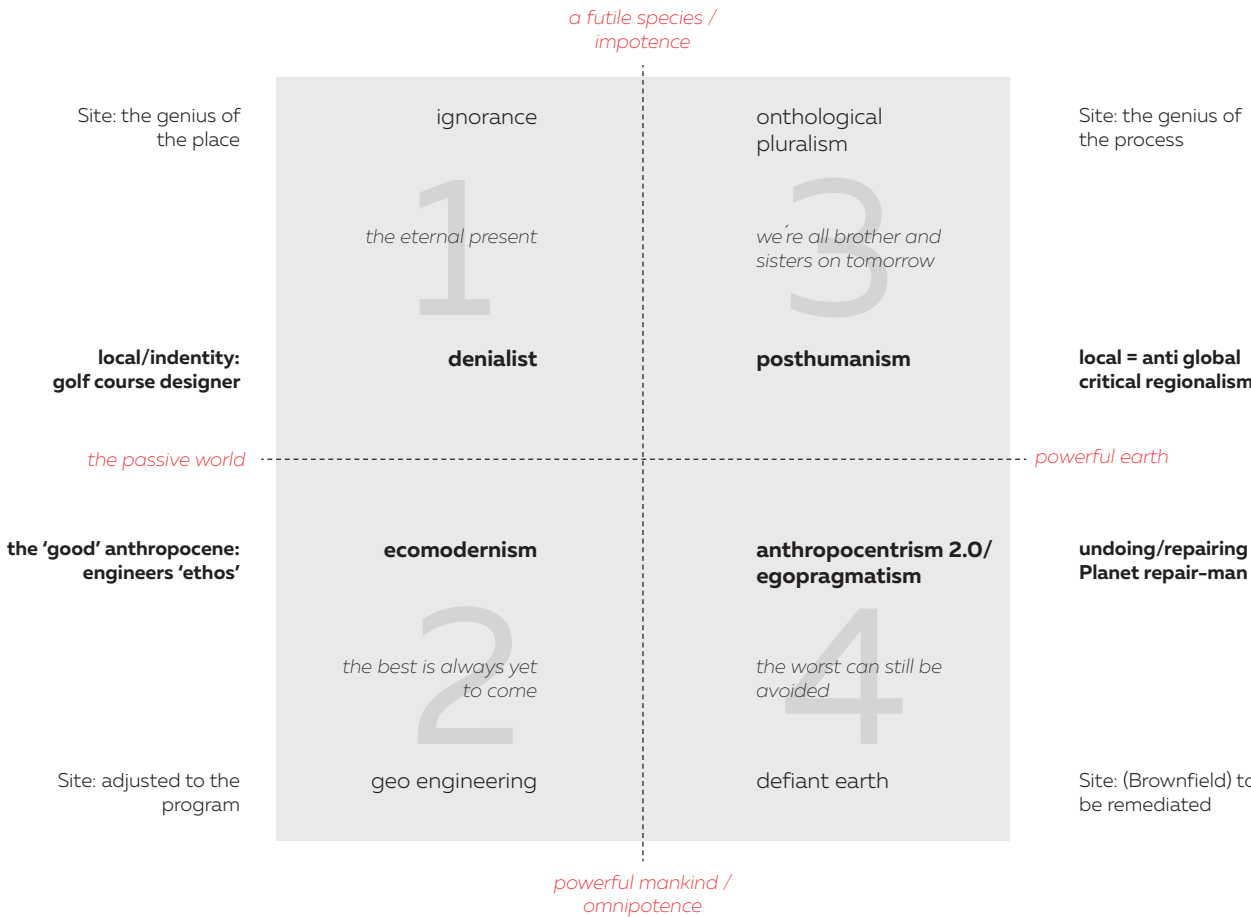 a futile species /
impotence
Site: the genius of
the place
ignorance
onthological
pluralism
Site: the genius of
the process
1
3
the eternal present
we´re all brother and
sisters on tomorrow
local/indentity:
golf course designer
denialist
posthumanism
local = anti global
critical regionalism
the passive world
powerful earth
the ‘good’ anthropocene:
engineers ‘ethos’
ecomodernism
anthropocentrism 2.0/
egopragmatism
undoing/repairing
Planet repair-man
2
4
the best is always yet
to come
the worst can still be
avoided
Site: adjusted to the
program
geo engineering
defiant earth
Site: (Brownfield) to
be remediated
powerful mankind /
omnipotence